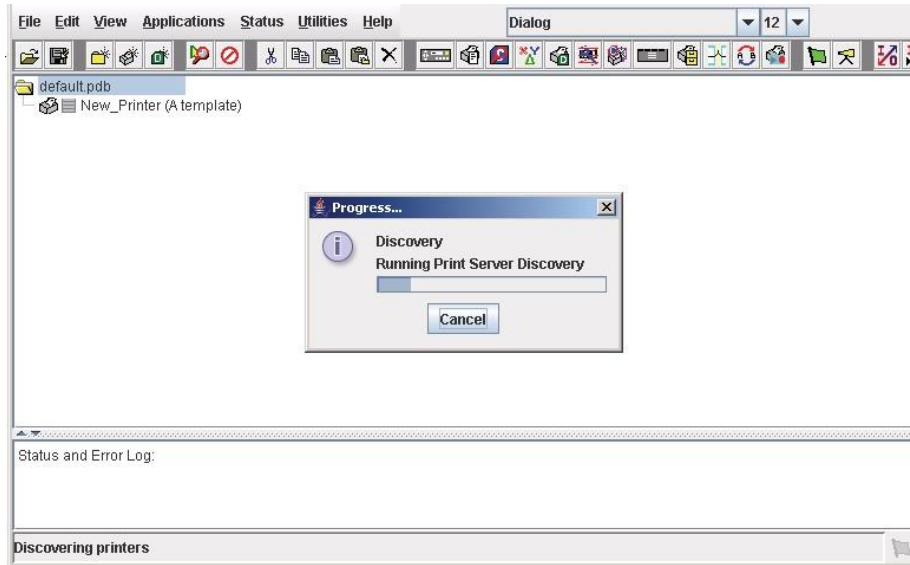 File Edit View Applications Status Utilities Help Dialog 12
default.pdb
New_Printer (A template)
Progress...
Discovery
Running Print Server Discovery
Cancel
Status and Error Log:
Discovering printers